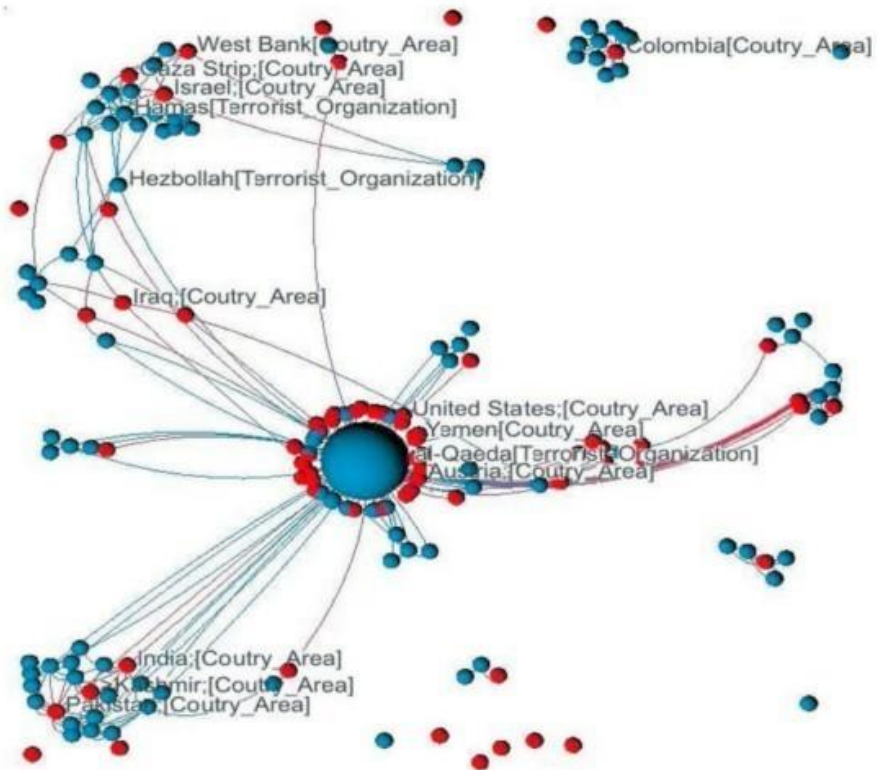 West Bank[Coutry_Area]
Colombia[Coutry_Area]
Gaza Strip;[Coutry_Area]
Israel;[Coutry_Area]
Hamas[Terrorist_Organization]
Hezbollah[Terrorist_Organization]
Iraq;[Coutry_Area]
United States;[Coutry_Area]
Yemen[Coutry_Area]
al-Qaeda[Terrorist_Organization]
Austria;[Coutry_Area]
India;[Coutry_Area]
Kashmir;[Coutry_Area]
Pakistan;[Coutry_Area]